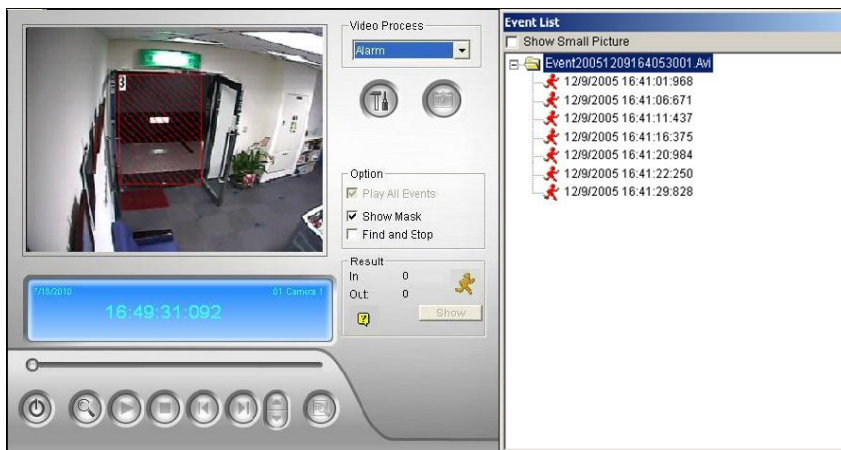 Video Process
Alarm
3
Option
Play All Events
Show Mask
Find and Stop
Result
In 0
Out: 0
?
Show
7/16/2010 01 Camera 1
16:49:31:092
Event List
Show Small Picture
Event20051209164053001.Avi
12/9/2005 16:41:01:968
12/9/2005 16:41:06:671
12/9/2005 16:41:11:437
12/9/2005 16:41:16:375
12/9/2005 16:41:20:984
12/9/2005 16:41:22:250
12/9/2005 16:41:29:828